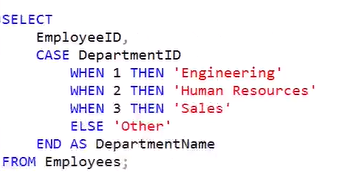 SELECT
    EmployeeID,
    CASE DepartmentID
        WHEN 1 THEN 'Engineering'
        WHEN 2 THEN 'Human Resources'
        WHEN 3 THEN 'Sales'
        ELSE 'Other'
    END AS DepartmentName
FROM Employees;